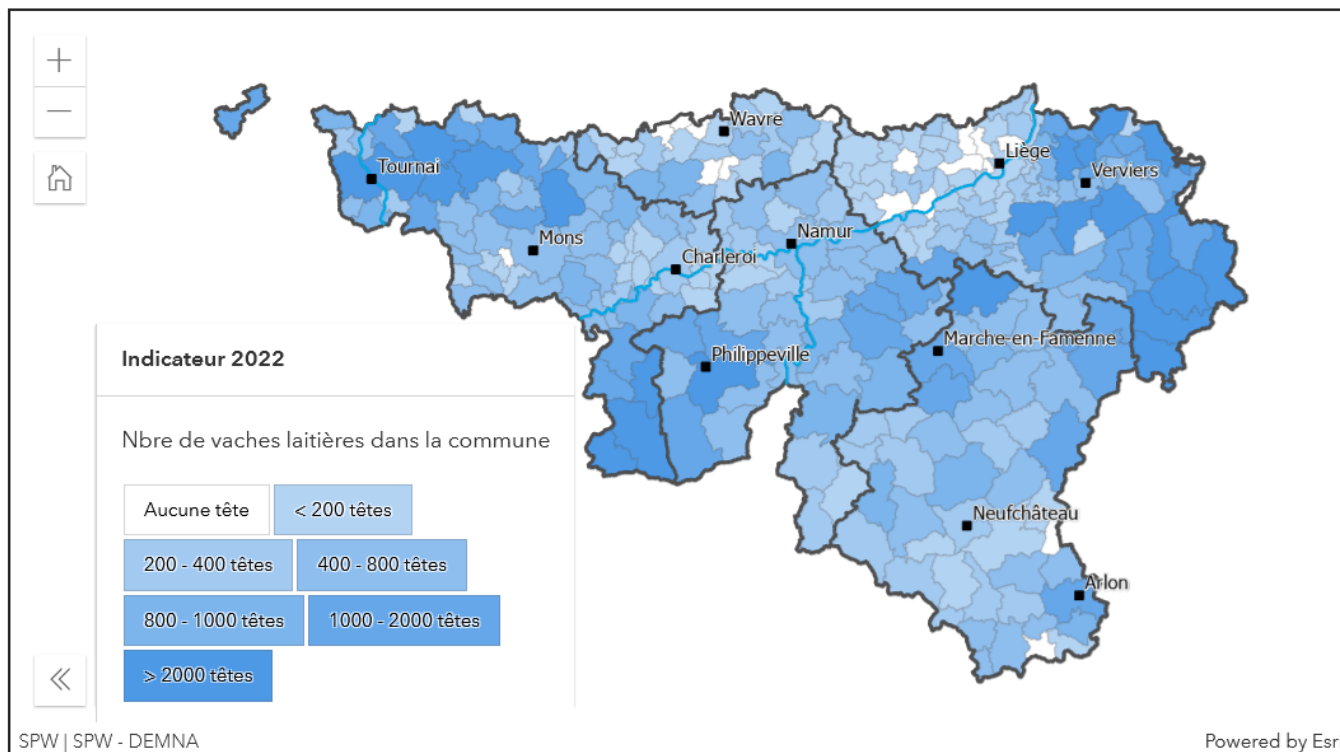 +
−
Wavre
Liège
Tournai
Verviers
Mons
Namur
Charleroi
Marche-en-Famenne
Philippeville
Neufchâteau
Arlon
Indicateur 2022
Nbre de vaches laitières dans la commune
Aucune tête
< 200 têtes
200 - 400 têtes
400 - 800 têtes
800 - 1000 têtes
1000 - 2000 têtes
> 2000 têtes
SPW | SPW - DEMNA
Powered by Esr